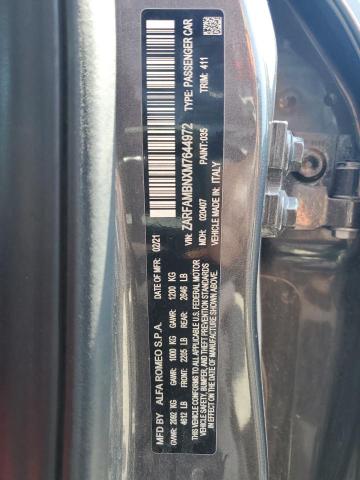 MFD BY ALFA ROMEO S.P.A. DATE OF MFR: 02/21
GVWR: 2092 KG GAWR: 1000 KG GAWR: 1200 KG
4612 LB FRONT: 2205 LB REAR: 2646 LB
THIS VEHICLE CONFORMS TO ALL APPLICABLE U.S. FEDERAL MOTOR
VEHICLE SAFETY, BUMPER, AND THEFT PREVENTION STANDARDS
IN EFFECT ON THE DATE OF MANUFACTURE SHOWN ABOVE.
VIN: ZARFAMBNXM7644972 TYPE: PASSENGER CAR
MDH: 020407 PAINT: 035 TRIM: 411
VEHICLE MADE IN: ITALY